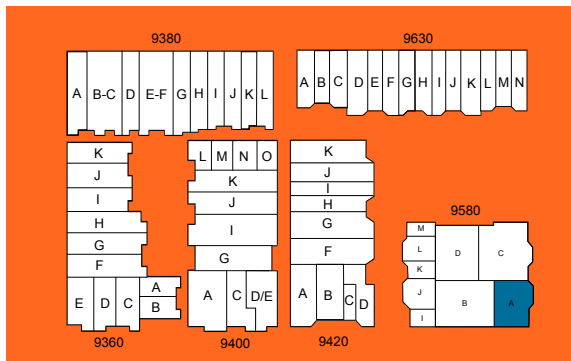 9380
9630
A B-C D E-F G H I J K L
A B C D E F G H I J K L M N
K
J
I
H
G
F
E D C A
B
9360
L M N O
K
J
I
G
A C D/E
9400
K
J
I
H
G
F
A B C D
9420
9580
M
L
K
J
I
D C
B A